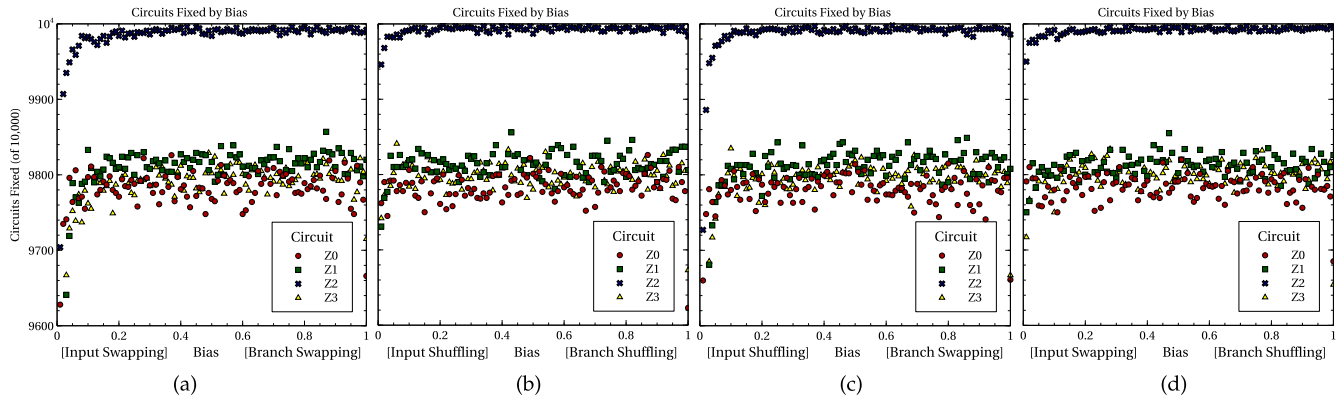 Circuits Fixed by Bias
Circuits Fixed by Bias
Circuits Fixed by Bias
Circuits Fixed by Bias
Circuits Fixed (of 10,000)
10⁴
9900
9800
9700
9600
Circuit
Z0
Z1
Z2
Z3
Circuit
Z0
Z1
Z2
Z3
Circuit
Z0
Z1
Z2
Z3
Circuit
Z0
Z1
Z2
Z3
0 0.2 0.4 0.6 0.8 1
0.2 0.4 0.6 0.8 1
0 0.2 0.4 0.6 0.8 1
0 0.2 0.4 0.6 0.8 1
[Input Swapping] Bias [Branch Swapping]
[Input Shuffling] Bias [Branch Shuffling]
[Input Shuffling] Bias [Branch Swapping]
[Input Swapping] Bias [Branch Shuffling]
(a)
(b)
(c)
(d)